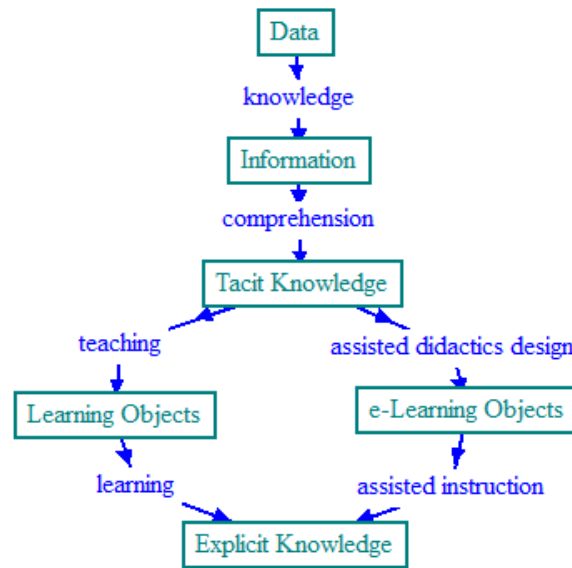 Data
knowledge
Information
comprehension
Tacit Knowledge
teaching
assisted didactics design
Learning Objects
e-Learning Objects
learning
assisted instruction
Explicit Knowledge